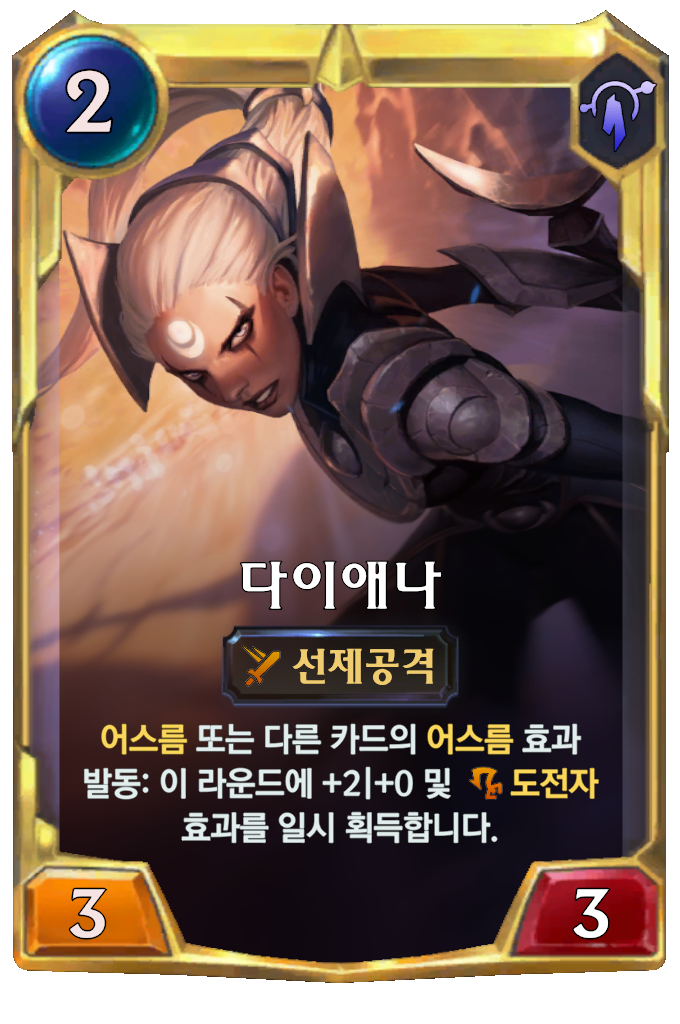 2
다이애나
선제공격
어스름 또는 다른 카드의 어스름 효과
발동: 이 라운드에 +2|+0 및 도전자
효과를 일시 획득합니다.
3 3